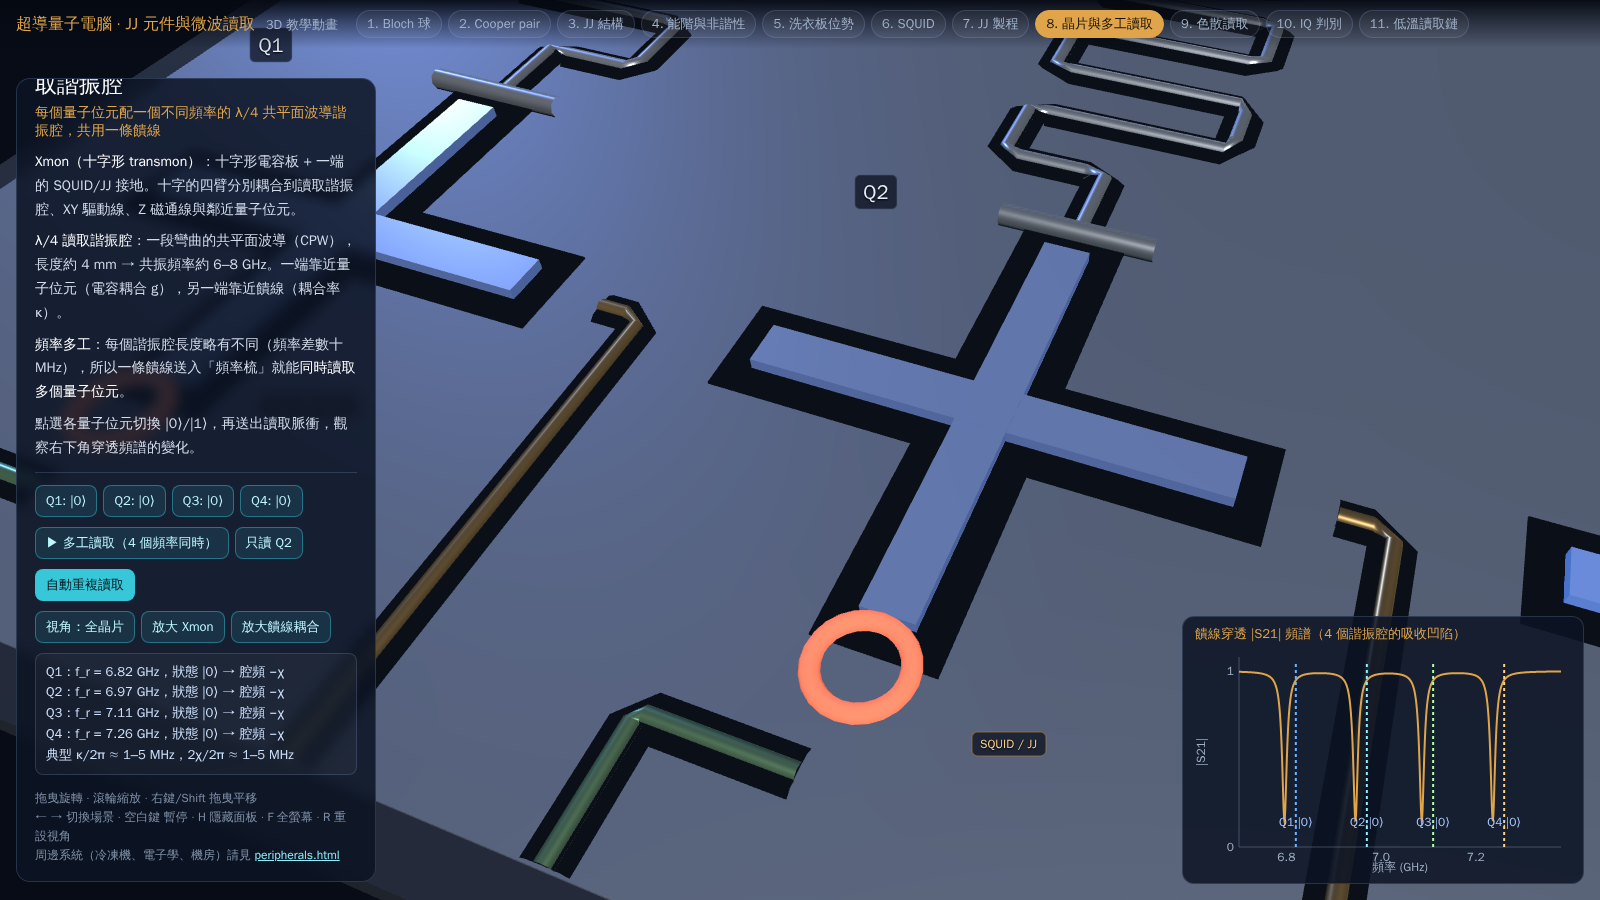 超導量子電腦 · JJ 元件與微波讀取
3D 教學動畫
1. Bloch 球
2. Cooper pair
3. JJ 結構
4. 能階與非諧性
5. 洗衣板位勢
6. SQUID
7. JJ 製程
8. 晶片與多工讀取
9. 色散讀取
10. IQ 判別
11. 低溫讀取鏈
Q1
取諧振腔
每個量子位元配一個不同頻率的 λ/4 共平面波導諧
振腔，共用一條饋線
Xmon（十字形 transmon）：十字形電容板 + 一端
的 SQUID/JJ 接地。十字的四臂分別耦合到讀取諧振
腔、XY 驅動線、Z 磁通線與鄰近量子位元。
λ/4 讀取諧振腔：一段彎曲的共平面波導（CPW），
長度約 4 mm → 共振頻率約 6–8 GHz。一端靠近量
子位元（電容耦合 g），另一端靠近饋線（耦合率
κ）。
頻率多工：每個諧振腔長度略有不同（頻率差數十
MHz），所以一條饋線送入「頻率梳」就能同時讀取
多個量子位元。
點選各量子位元切換 |0⟩/|1⟩，再送出讀取脈衝，觀
察右下角穿透頻譜的變化。
Q1: |0⟩
Q2: |0⟩
Q3: |0⟩
Q4: |0⟩
▶ 多工讀取（4 個頻率同時）
只讀 Q2
自動重複讀取
視角：全晶片
放大 Xmon
放大饋線耦合
Q1：f_r = 6.82 GHz，狀態 |0⟩ → 腔頻 −χ
Q2：f_r = 6.97 GHz，狀態 |0⟩ → 腔頻 −χ
Q3：f_r = 7.11 GHz，狀態 |0⟩ → 腔頻 −χ
Q4：f_r = 7.26 GHz，狀態 |0⟩ → 腔頻 −χ
典型 κ/2π ≈ 1–5 MHz，2χ/2π ≈ 1–5 MHz
拖曳旋轉 · 滾輪縮放 · 右鍵/Shift 拖曳平移
← → 切換場景 · 空白鍵 暫停 · H 隱藏面板 · F 全螢幕 · R 重
設視角
周邊系統（冷凍機、電子學、機房）請見 peripherals.html
Q2
SQUID / JJ
饋線穿透 |S21| 頻譜（4 個諧振腔的吸收凹陷）
1
|S21|
Q1:|0⟩
Q2:|0⟩
Q3:|0⟩
Q4:|0⟩
0
6.8
7.0
7.2
頻率 (GHz)